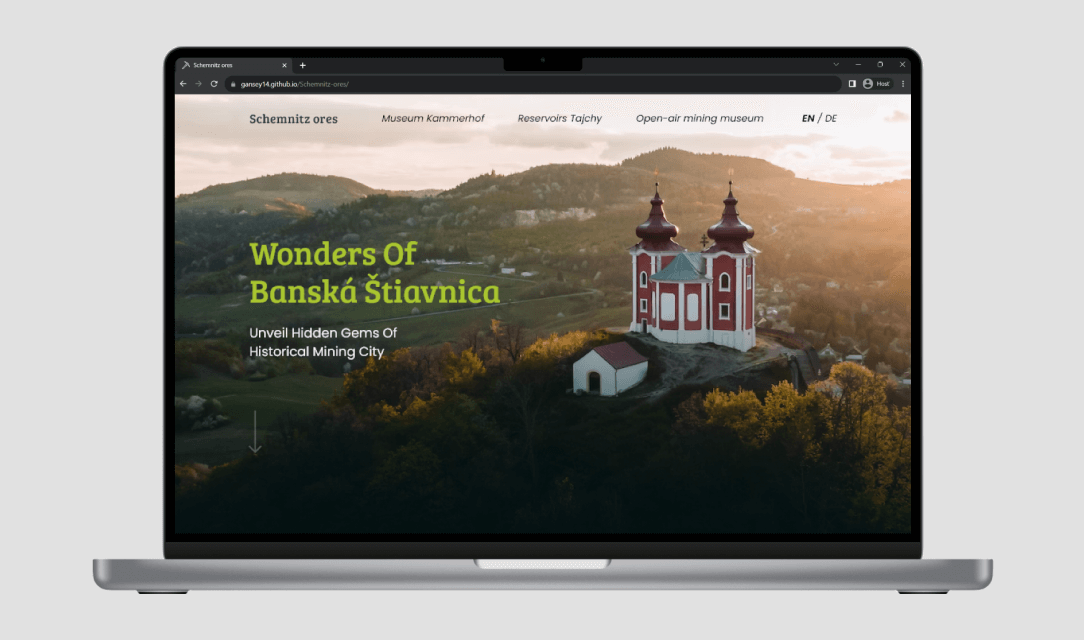 Schemnitz ores
gansey14.github.io/Schemnitz-ores/
Host
Schemnitz ores
Museum Kammerhof
Reservoirs Tajchy
Open-air mining museum
EN / DE
Wonders Of
Banská Štiavnica
Unveil Hidden Gems Of
Historical Mining City